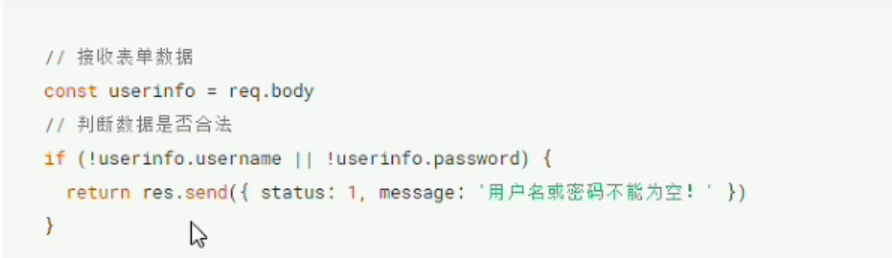 // 接收表单数据
const userinfo = req.body
// 判断数据是否合法
if (!userinfo.username || !userinfo.password) {
  return res.send({ status: 1, message: '用户名或密码不能为空！' })
}